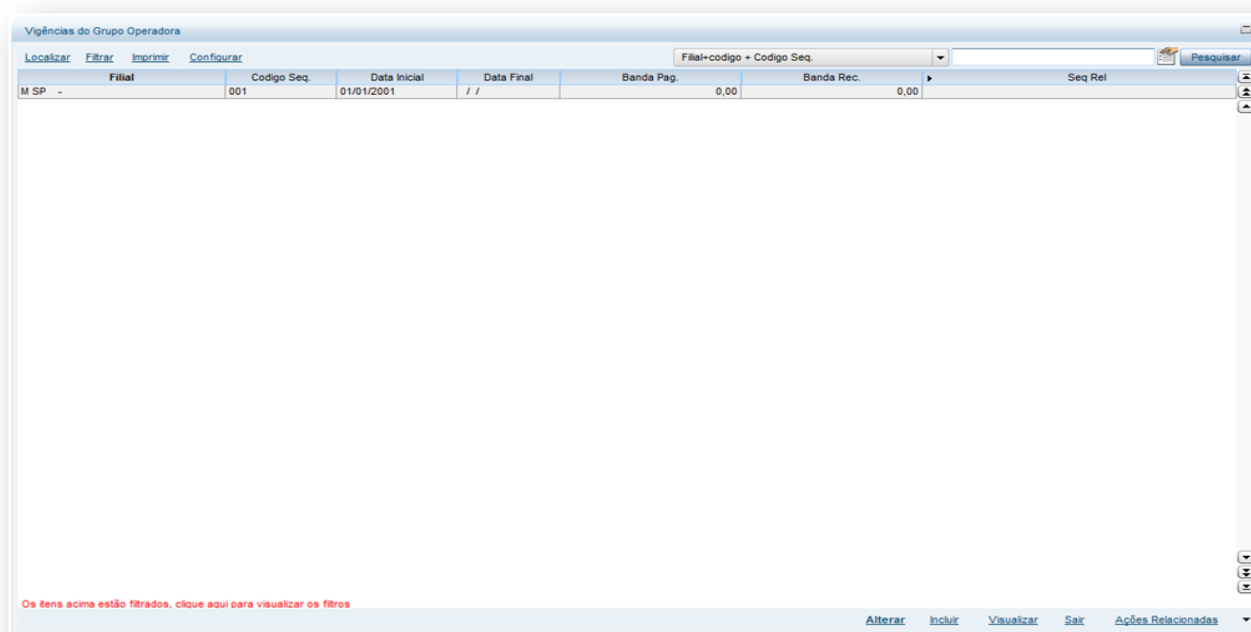 Vigências do Grupo Operadora
Localizar Filtrar Imprimir Configurar Filial+codigo + Codigo Seq. Pesquisar
Filial Codigo Seq. Data Inicial Data Final Banda Pag. Banda Rec. Seq Rel
M SP - 001 01/01/2001 / / 0,00 0,00
Os itens acima estão filtrados, clique aqui para visualizar os filtros
Alterar Incluir Visualizar Sair Ações Relacionadas